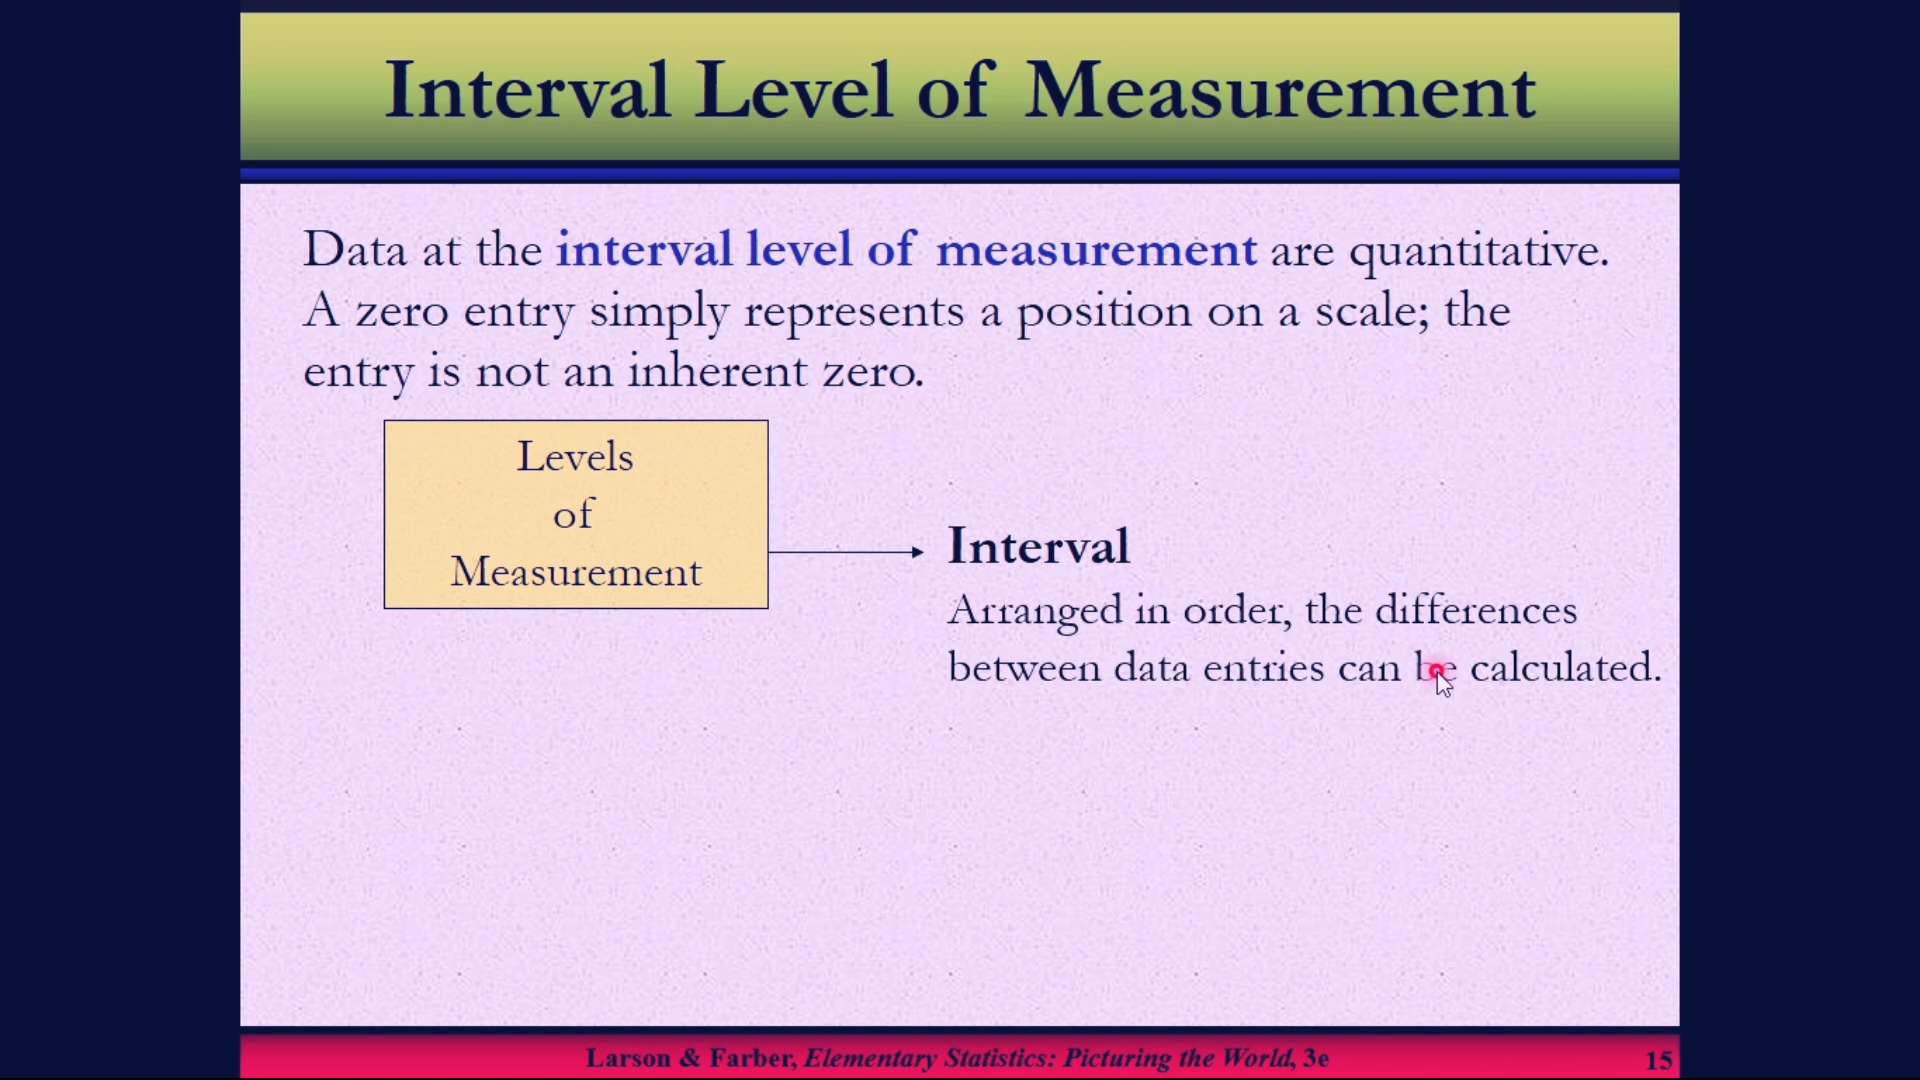 Interval Level of Measurement
Data at the interval level of measurement are quantitative.
A zero entry simply represents a position on a scale; the
entry is not an inherent zero.
Levels
of
Measurement
Interval
Arranged in order, the differences
between data entries can be calculated.
Larson & Farber, Elementary Statistics: Picturing the World, 3e
15